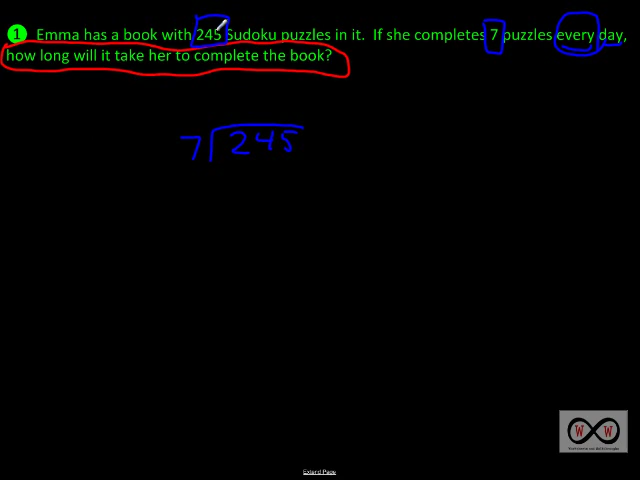 1 Emma has a book with 245 Sudoku puzzles in it. If she completes 7 puzzles every day,
how long will it take her to complete the book?
7 245
W W
Extend Page